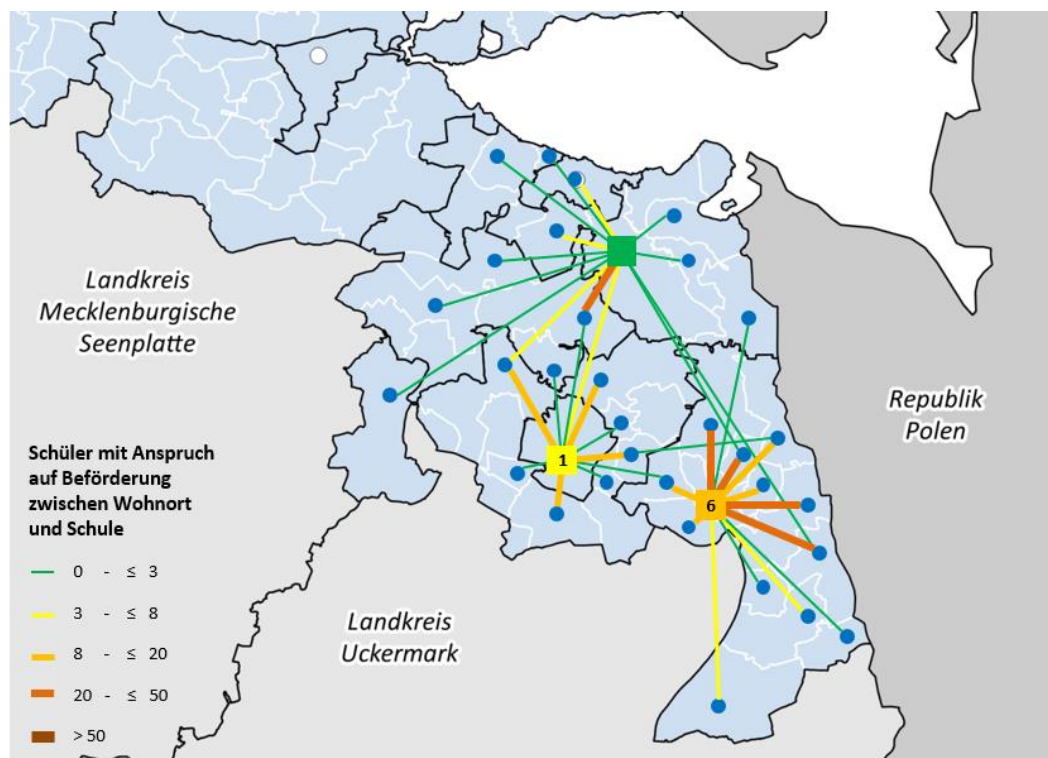 Landkreis
Mecklenburgische
Seenplatte
Republik
Polen
1
6
Schüler mit Anspruch
auf Beförderung
zwischen Wohnort
und Schule
0 - ≤ 3
3 - ≤ 8
8 - ≤ 20
20 - ≤ 50
> 50
Landkreis
Uckermark